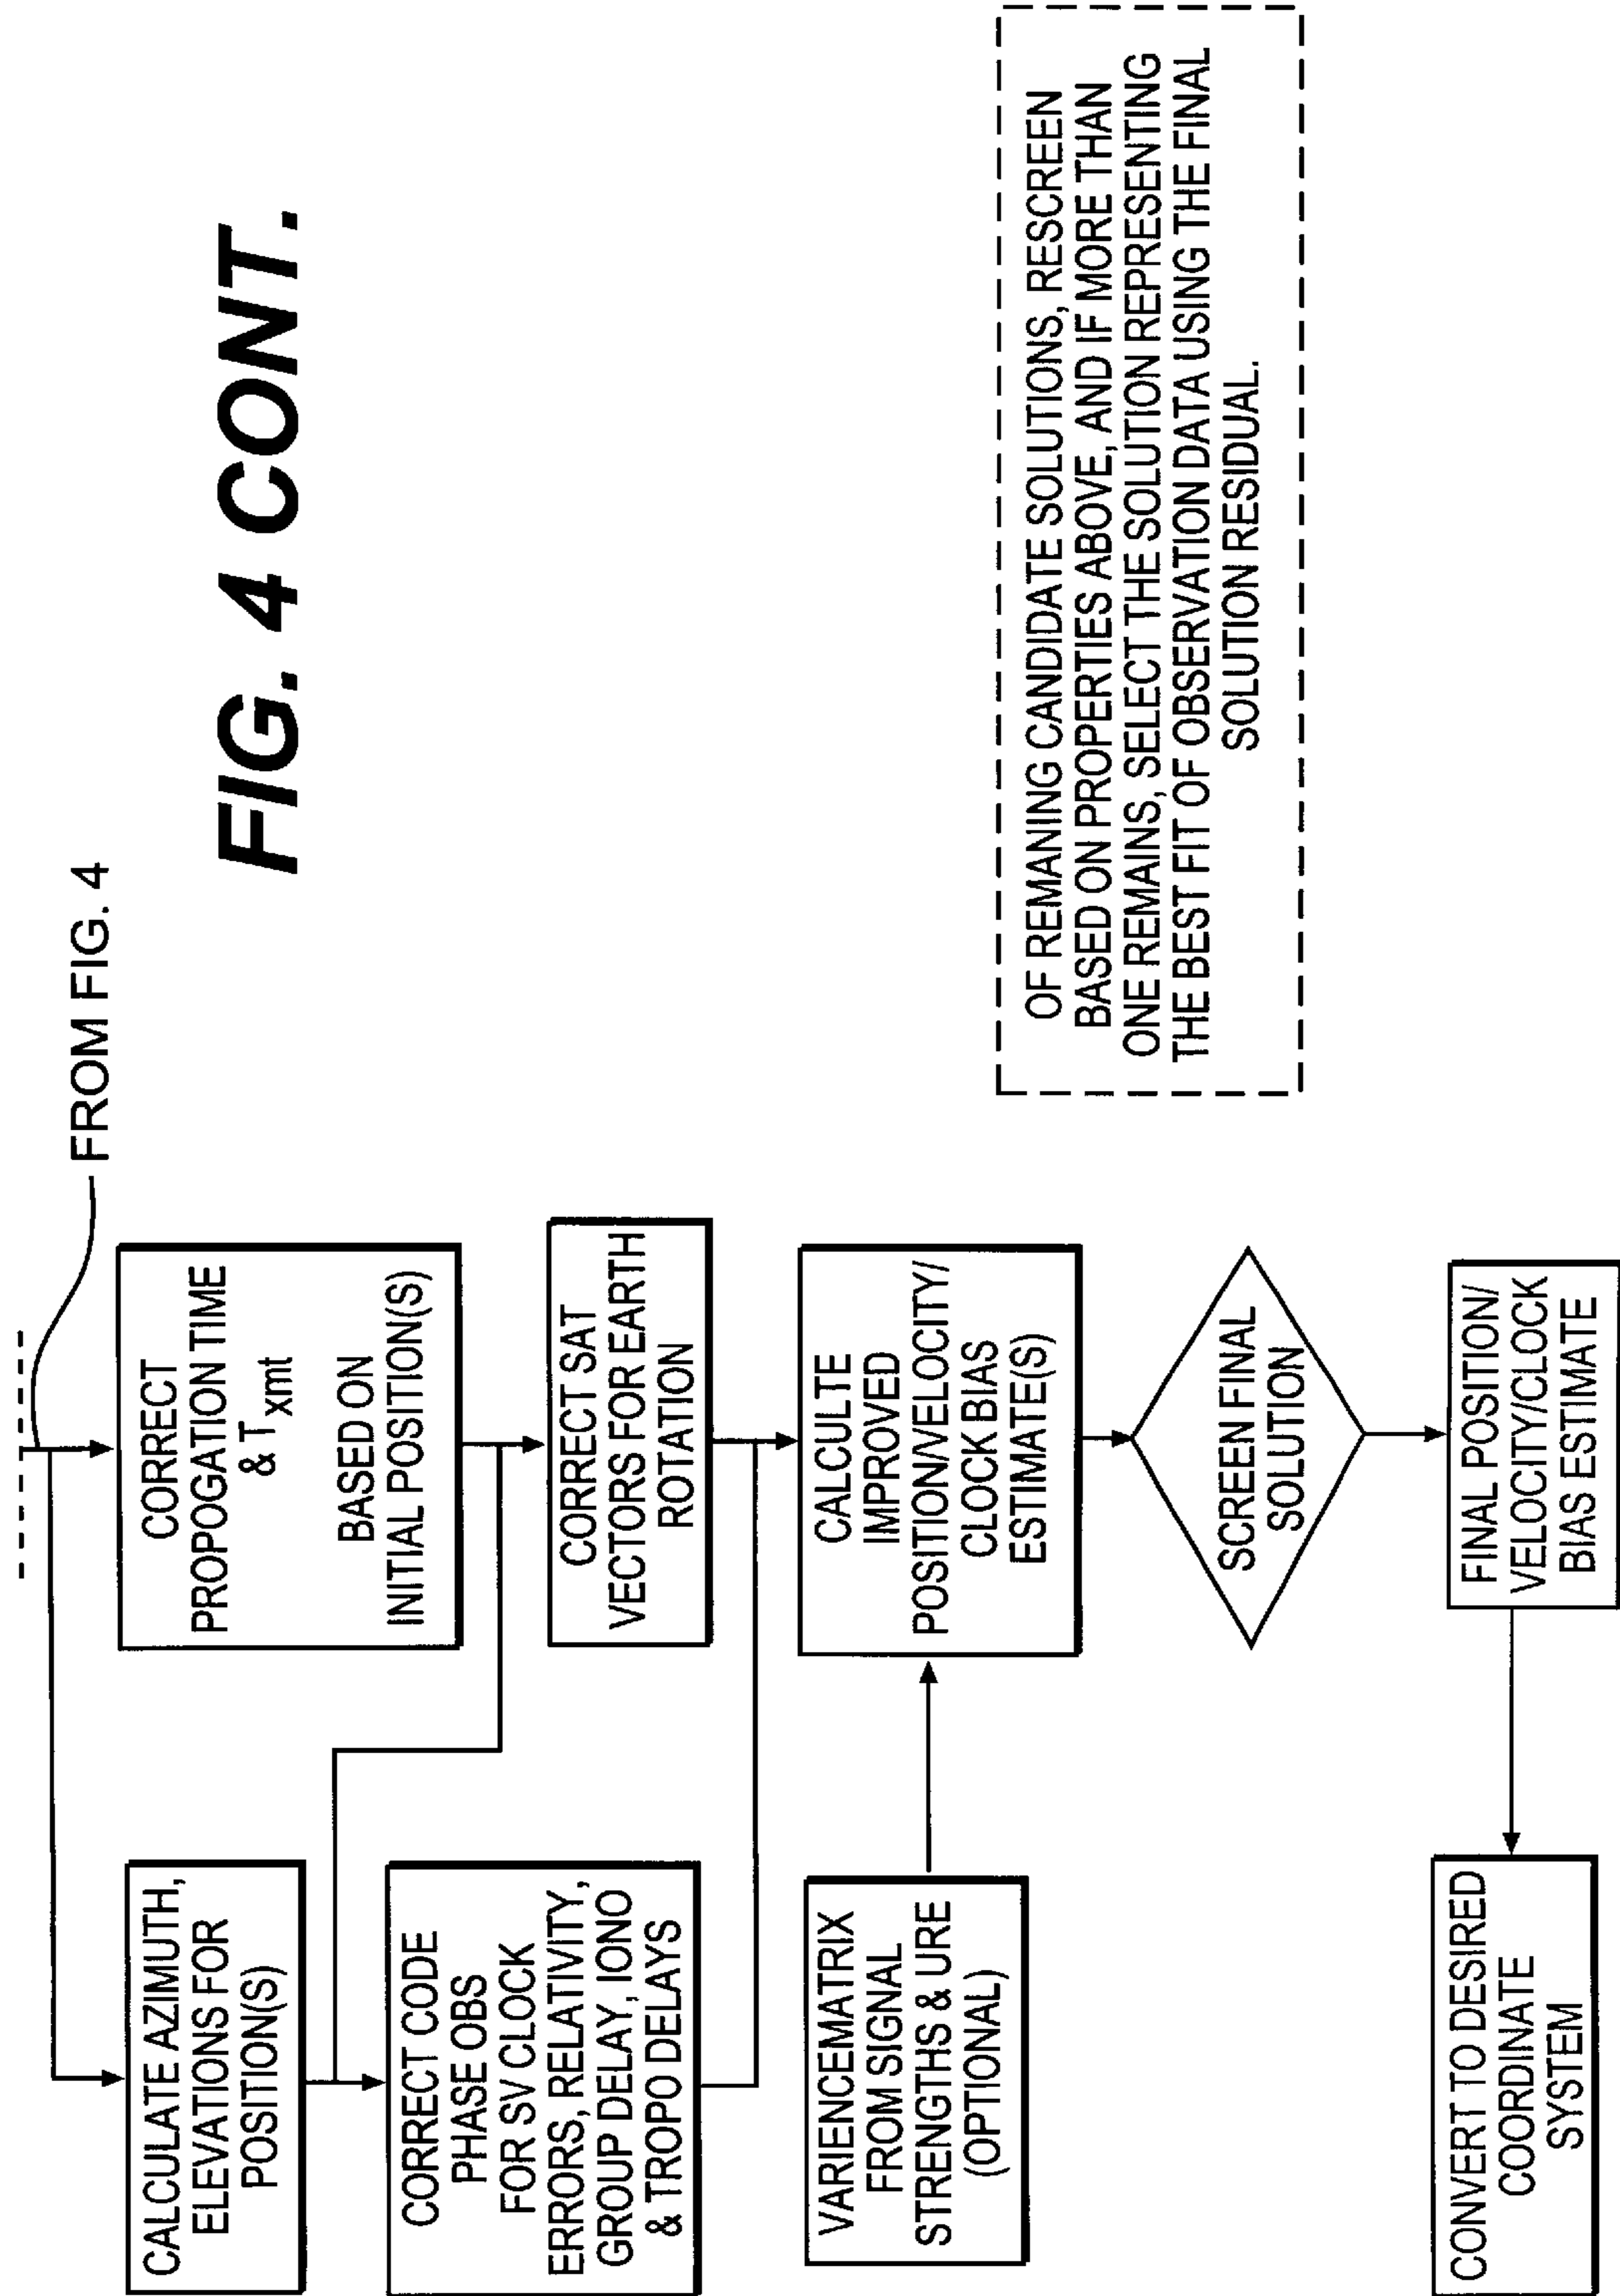 FIG. 4 CONT.
FROM FIG. 4
CALCULATE AZIMUTH,
ELEVATIONS FOR
POSITION(S)
CORRECT
PROPOGATION TIME
& Txmt
BASED ON
INITIAL POSITION(S)
CORRECT CODE
PHASE OBS
FOR SV CLOCK
ERRORS, RELATIVITY,
GROUP DELAY, IONO
& TROPO DELAYS
CORRECT SAT
VECTORS FOR EARTH
ROTATION
VARIENCEMATRIX
FROM SIGNAL
STRENGTHS & URE
(OPTIONAL)
CALCULTE
IMPROVED
POSITION/VELOCITY/
CLOCK BIAS
ESTIMATE(S)
SCREEN FINAL
SOLUTION
FINAL POSITION/
VELOCITY/CLOCK
BIAS ESTIMATE
CONVERT TO DESIRED
COORDINATE
SYSTEM
OF REMAINING CANDIDATE SOLUTIONS, RESCREEN
BASED ON PROPERTIES ABOVE, AND IF MORE THAN
ONE REMAINS, SELECT THE SOLUTION REPRESENTING
THE BEST FIT OF OBSERVATION DATA USING THE FINAL
SOLUTION RESIDUAL.